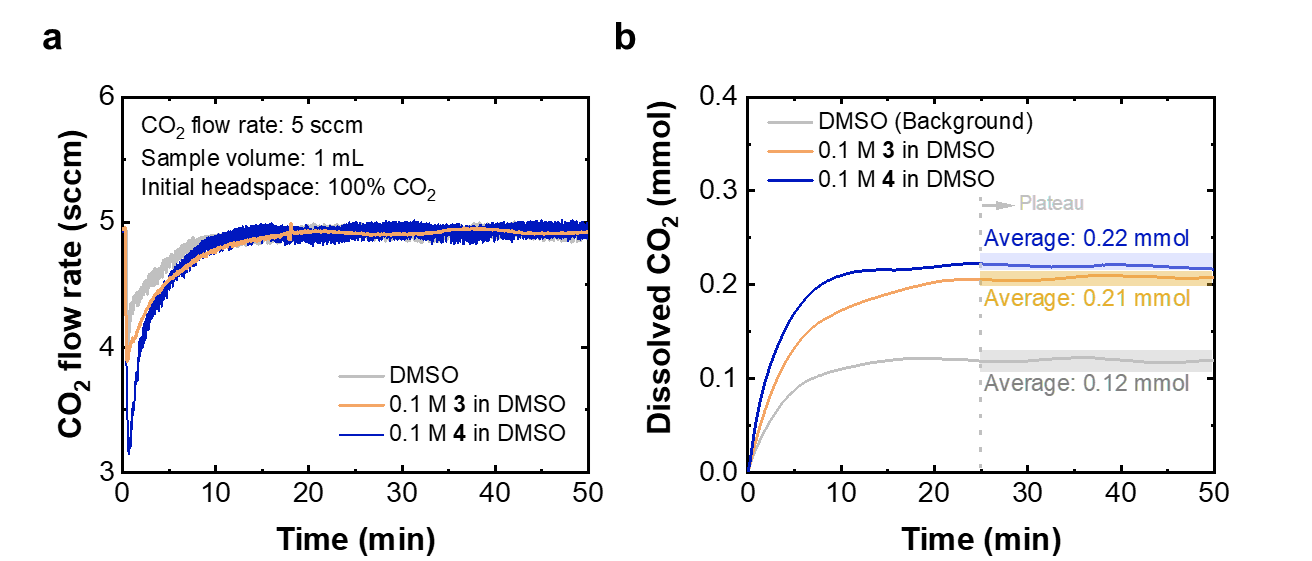 a
CO2 flow rate (sccm)
6
5
4
3
CO2 flow rate: 5 sccm
Sample volume: 1 mL
Initial headspace: 100% CO2
DMSO
0.1 M 3 in DMSO
0.1 M 4 in DMSO
0 10 20 30 40 50
Time (min)
b
Dissolved CO2 (mmol)
0.4
0.3
0.2
0.1
0.0
DMSO (Background)
0.1 M 3 in DMSO
0.1 M 4 in DMSO
Plateau
Average: 0.22 mmol
Average: 0.21 mmol
Average: 0.12 mmol
0 10 20 30 40 50
Time (min)